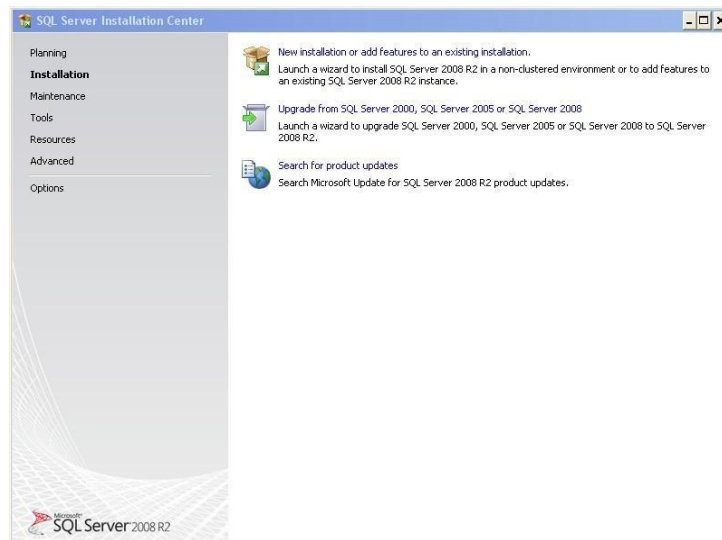 SQL Server Installation Center
Planning
Installation
Maintenance
Tools
Resources
Advanced
Options
New installation or add features to an existing installation.
Launch a wizard to install SQL Server 2008 R2 in a non-clustered environment or to add features to
an existing SQL Server 2008 R2 instance.
Upgrade from SQL Server 2000, SQL Server 2005 or SQL Server 2008
Launch a wizard to upgrade SQL Server 2000, SQL Server 2005 or SQL Server 2008 to SQL Server
2008 R2.
Search for product updates
Search Microsoft Update for SQL Server 2008 R2 product updates.
Microsoft
SQL Server 2008 R2